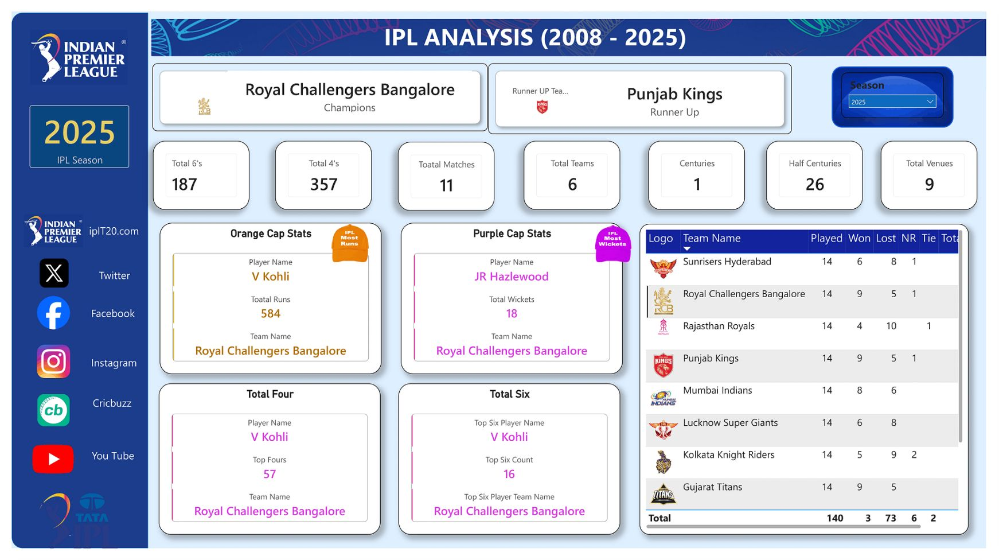 INDIAN
PREMIER
LEAGUE
®
IPL ANALYSIS (2008 - 2025)
Royal Challengers Bangalore
Champions
RCB
Runner UP Tea...
KINGS
Punjab Kings
Runner Up
Season
2025
2025
IPL Season
Total 6's
187
Total 4's
357
Toatal Matches
11
Total Teams
6
Centuries
1
Half Centuries
26
Total Venues
9
INDIAN
PREMIER
LEAGUE
®
iplT20.com
X
Twitter
f
Facebook
Instagram
cb
Cricbuzz
You Tube
TATA
IPL
Orange Cap Stats
IPL
Most
Runs
Player Name
V Kohli
Toatal Runs
584
Team Name
Royal Challengers Bangalore
Purple Cap Stats
IPL
Most
Wickets
Player Name
JR Hazlewood
Total Wickets
18
Team Name
Royal Challengers Bangalore
Total Four
Player Name
V Kohli
Top Fours
57
Team Name
Royal Challengers Bangalore
Total Six
Top Six Player Name
V Kohli
Top Six Count
16
Top Six Player Team Name
Royal Challengers Bangalore
Logo Team Name Played Won Lost NR Tie Tota
Sunrisers Hyderabad 14 6 8 1
RCB Royal Challengers Bangalore 14 9 5 1
ROYALS Rajasthan Royals 14 4 10 1
KINGS Punjab Kings 14 9 5 1
MUMBAI INDIANS Mumbai Indians 14 8 6
Lucknow Super Giants 14 6 8
Kolkata Knight Riders 14 5 9 2
TITANS Gujarat Titans 14 9 5
Total 140 3 73 6 2